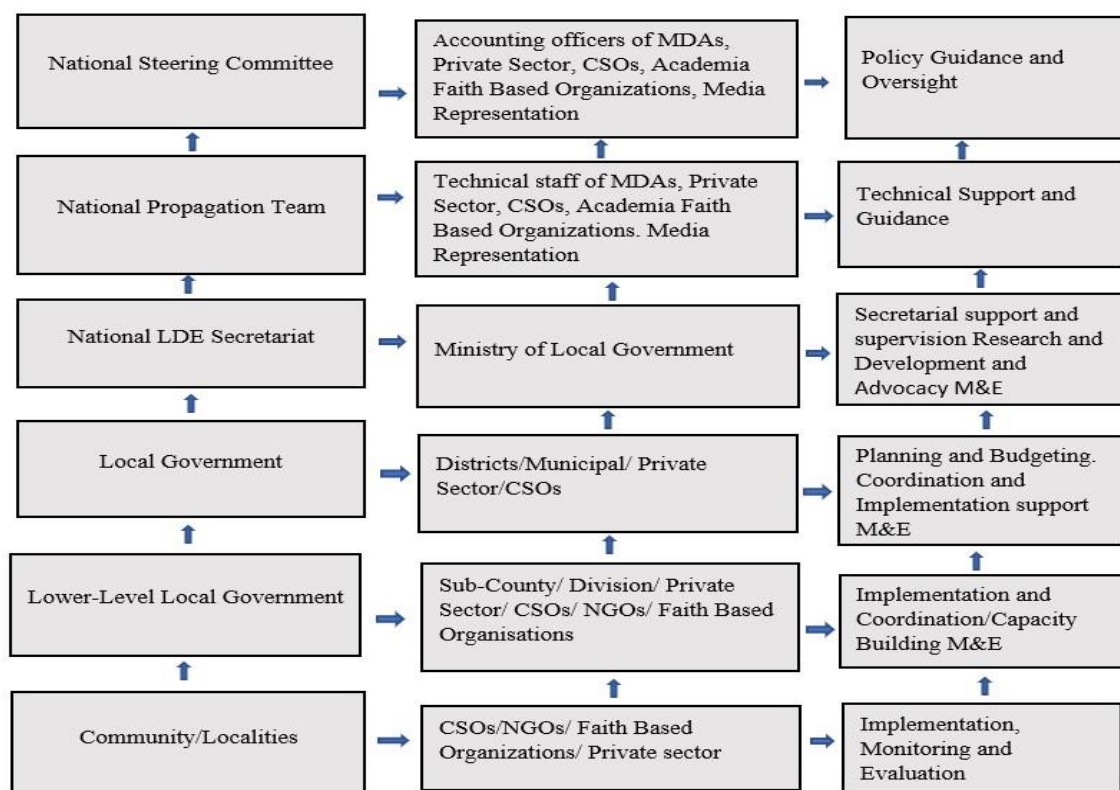 National Steering Committee
Accounting officers of MDAs,
Private Sector, CSOs, Academia
Faith Based Organizations, Media
Representation
Policy Guidance and
Oversight
National Propagation Team
Technical staff of MDAs, Private
Sector, CSOs, Academia Faith
Based Organizations. Media
Representation
Technical Support and
Guidance
National LDE Secretariat
Ministry of Local Government
Secretarial support and
supervision Research and
Development and
Advocacy M&E
Local Government
Districts/Municipal/ Private
Sector/CSOs
Planning and Budgeting.
Coordination and
Implementation support
M&E
Lower-Level Local Government
Sub-County/ Division/ Private
Sector/ CSOs/ NGOs/ Faith Based
Organisations
Implementation and
Coordination/Capacity
Building M&E
Community/Localities
CSOs/NGOs/ Faith Based
Organizations/ Private sector
Implementation,
Monitoring and
Evaluation